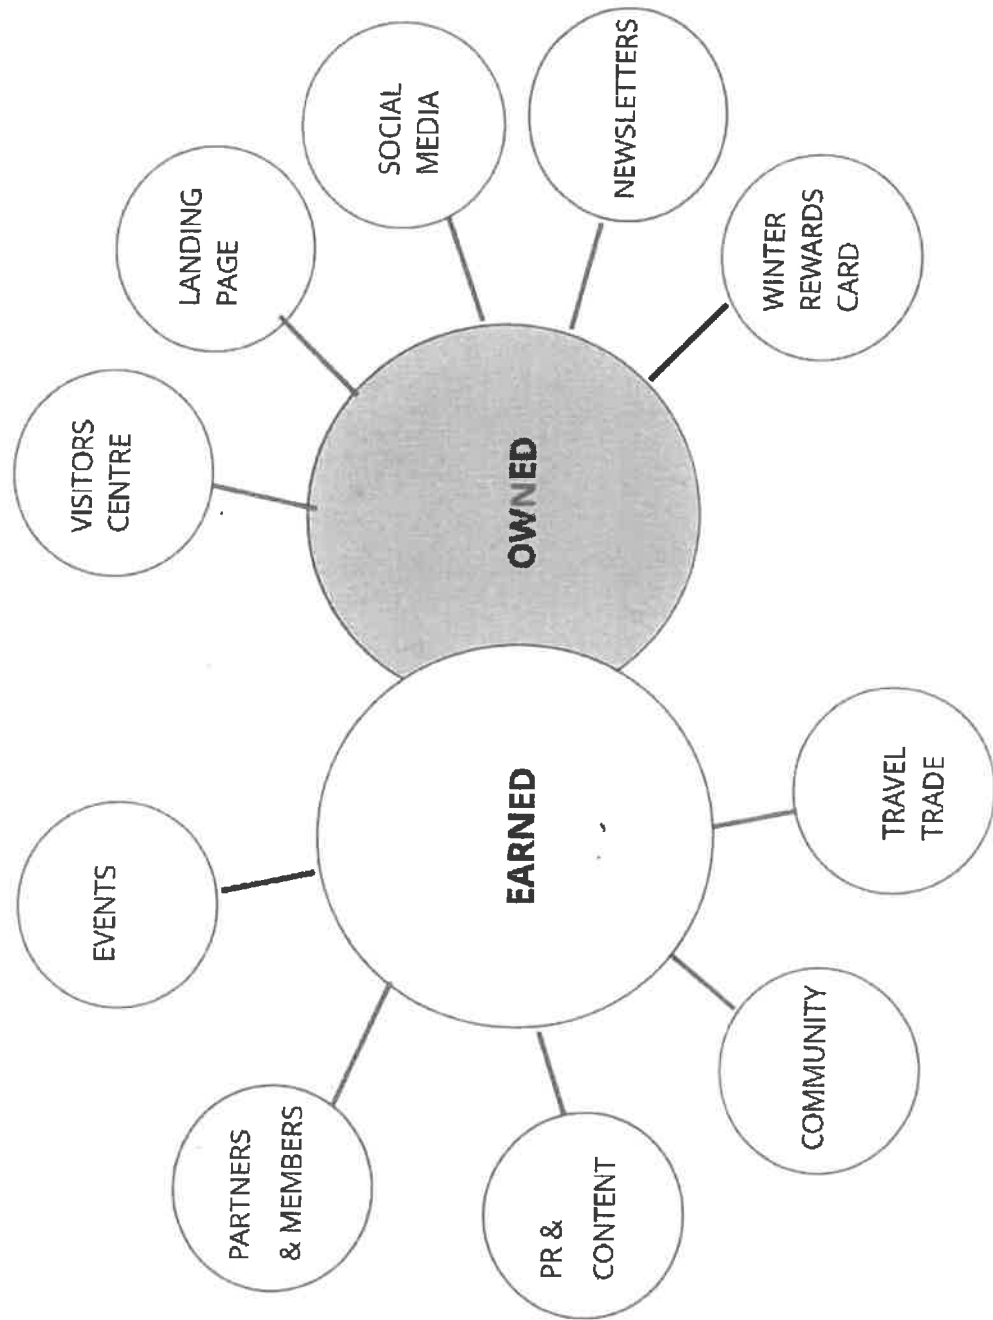 EVENTS
VISITORS
CENTRE
PARTNERS
& MEMBERS
LANDING
PAGE
SOCIAL
MEDIA
EARNED
OWNED
PR &
CONTENT
NEWSLETTERS
COMMUNITY
WINTER
REWARDS
CARD
TRAVEL
TRADE